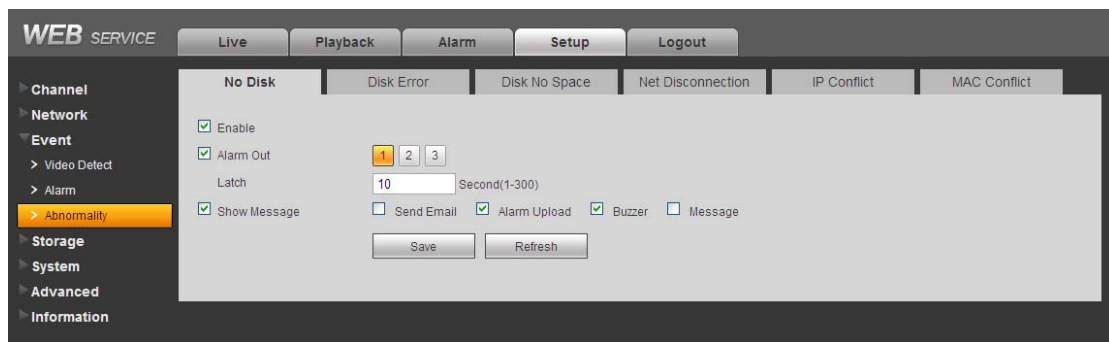 WEB SERVICE
Live Playback Alarm Setup Logout
No Disk Disk Error Disk No Space Net Disconnection IP Conflict MAC Conflict
Channel
Network
Event
> Video Detect
> Alarm
> Abnormality
Storage
System
Advanced
Information
Enable
Alarm Out 1 2 3
Latch 10 Second(1-300)
Show Message Send Email Alarm Upload Buzzer Message
Save Refresh